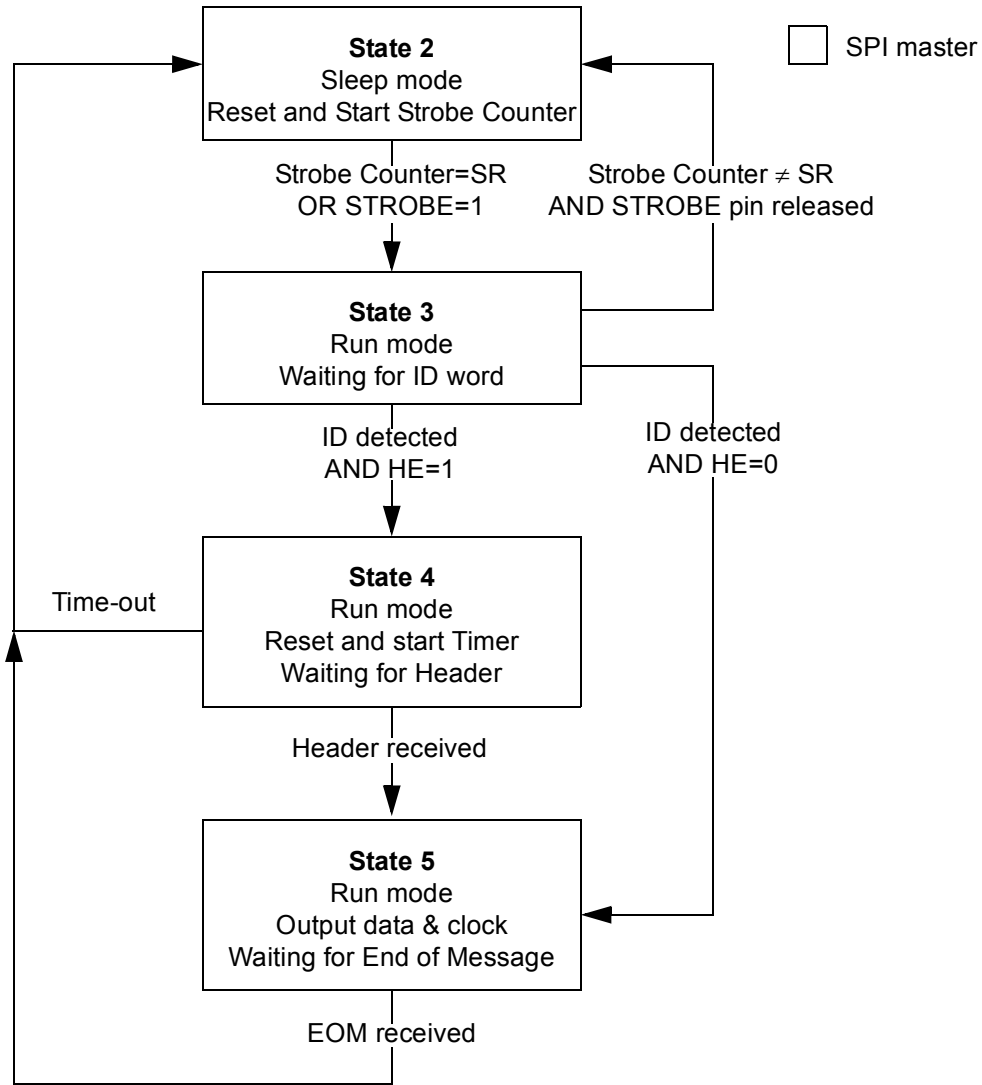 State 2
Sleep mode
Reset and Start Strobe Counter
SPI master
Strobe Counter=SR
OR STROBE=1
Strobe Counter ≠ SR
AND STROBE pin released
State 3
Run mode
Waiting for ID word
ID detected
AND HE=1
ID detected
AND HE=0
State 4
Run mode
Reset and start Timer
Waiting for Header
Time-out
Header received
State 5
Run mode
Output data & clock
Waiting for End of Message
EOM received